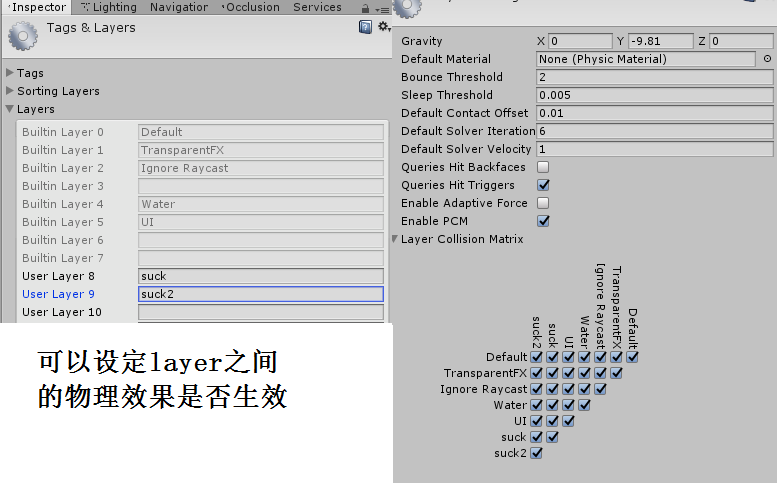 Inspector
Lighting
Navigation
Occlusion
Services
Tags & Layers
Tags
Sorting Layers
Layers
Builtin Layer 0 Default
Builtin Layer 1 TransparentFX
Builtin Layer 2 Ignore Raycast
Builtin Layer 3
Builtin Layer 4 Water
Builtin Layer 5 UI
Builtin Layer 6
Builtin Layer 7
User Layer 8 suck
User Layer 9 suck2
User Layer 10
可以设定layer之间
的物理效果是否生效
Gravity X 0 Y -9.81 Z 0
Default Material None (Physic Material)
Bounce Threshold 2
Sleep Threshold 0.005
Default Contact Offset 0.01
Default Solver Iteration 6
Default Solver Velocity 1
Queries Hit Backfaces
Queries Hit Triggers
Enable Adaptive Force
Enable PCM
Layer Collision Matrix
suck2
suck
UI
Water
Ignore Raycast
TransparentFX
Default
Default
TransparentFX
Ignore Raycast
Water
UI
suck
suck2